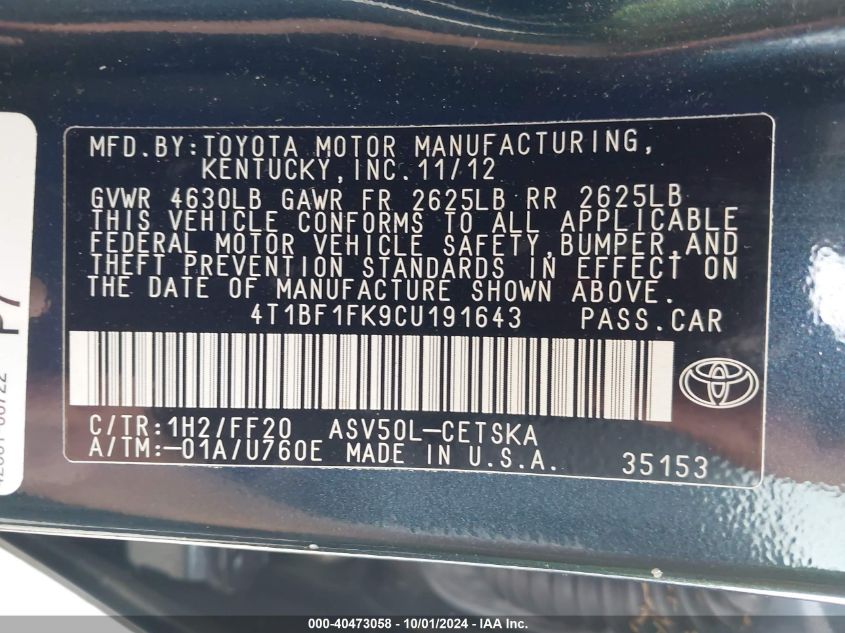 MFD.BY:TOYOTA MOTOR MANUFACTURING,
KENTUCKY,INC. 11/12
GVWR 4630LB GAWR FR 2625LB RR 2625LB
THIS VEHICLE CONFORMS TO ALL APPLICABLE
FEDERAL MOTOR VEHICLE SAFETY,BUMPER,AND
THEFT PREVENTION STANDARDS IN EFFECT ON
THE DATE OF MANUFACTURE SHOWN ABOVE.
4T1BF1FK9CU191643 PASS.CAR
C/TR:1H2/FF20 ASV50L-CETSKA
A/TM:-01A/U760E MADE IN U.S.A. 35153
000-40473058 - 10/01/2024 - IAA, Inc.